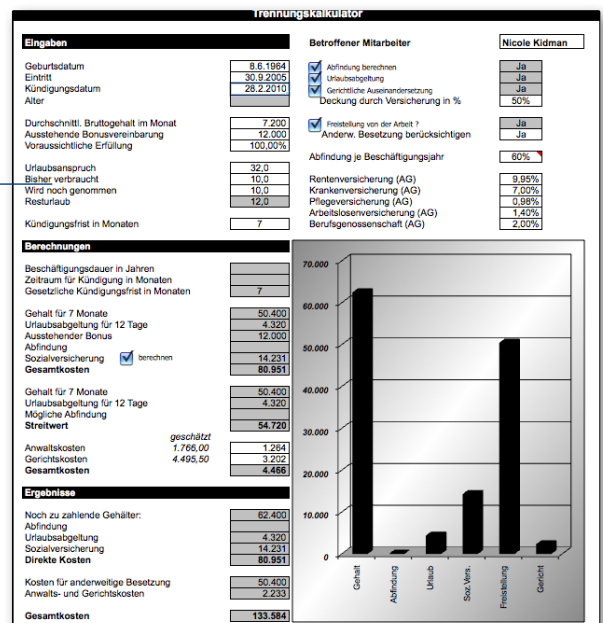 Trennungskalkulator
Eingaben
Geburtsdatum 8.6.1964
Eintritt 30.9.2005
Kündigungsdatum 28.2.2010
Alter
Durchschnittl. Bruttogehalt im Monat 7.200
Ausstehende Bonusvereinbarung 12.000
Voraussichtliche Erfüllung 100,00%
Urlaubsanspruch 32,0
Bisher verbraucht 10,0
Wird noch genommen 10,0
Resturlaub 12,0
Kündigungsfrist in Monaten 7
Betroffener Mitarbeiter Nicole Kidman
Abfindung berechnen Ja
Urlaubsabgeltung Ja
Gerichtliche Auseinandersetzung Ja
Deckung durch Versicherung in % 50%
Freistellung von der Arbeit ? Ja
Anderw. Besetzung berücksichtigen Ja
Abfindung je Beschäftigungsjahr 60%
Rentenversicherung (AG) 9,95%
Krankenversicherung (AG) 7,00%
Pflegeversicherung (AG) 0,98%
Arbeitslosenversicherung (AG) 1,40%
Berufsgenossenschaft (AG) 2,00%
Berechnungen
Beschäftigungsdauer in Jahren
Zeitraum für Kündigung in Monaten
Gesetzliche Kündigungsfrist in Monaten 7
Gehalt für 7 Monate 50.400
Urlaubsabgeltung für 12 Tage 4.320
Ausstehender Bonus 12.000
Abfindung
Sozialversicherung berechnen 14.231
Gesamtkosten 80.951
Gehalt für 7 Monate 50.400
Urlaubsabgeltung für 12 Tage 4.320
Mögliche Abfindung
Streitwert 54.720
geschätzt
Anwaltskosten 1.766,00 1.264
Gerichtskosten 4.495,50 3.202
Gesamtkosten 4.466
Ergebnisse
Noch zu zahlende Gehälter: 62.400
Abfindung
Urlaubsabgeltung 4.320
Sozialversicherung 14.231
Direkte Kosten 80.951
Kosten für anderweitige Besetzung 50.400
Anwalts- und Gerichtskosten 2.233
Gesamtkosten 133.584
70.000
60.000
50.000
40.000
30.000
20.000
10.000
0
Gehalt
Abfindung
Urlaub
Soz.Vers.
Freistellung
Gericht